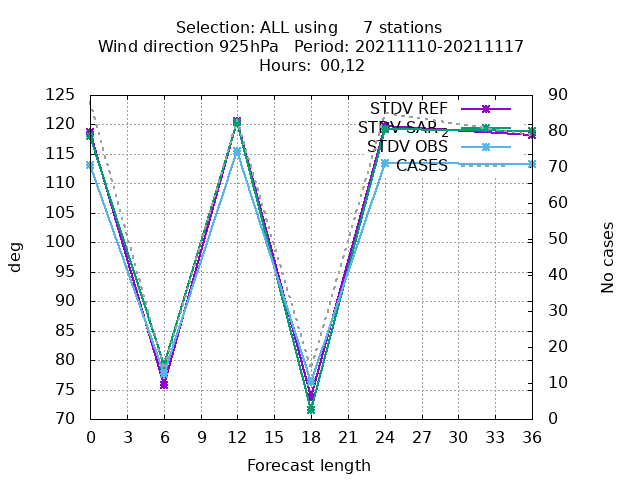 Selection: ALL using 7 stations
Wind direction 925hPa Period: 20211110-20211117
Hours: 00,12
125
120
115
110
105
100
95
90
85
80
75
70
deg
90
80
70
60
50
40
30
20
10
0
No cases
STDV REF
STDV SAR_2
STDV OBS
CASES
0 3 6 9 12 15 18 21 24 27 30 33 36
Forecast length